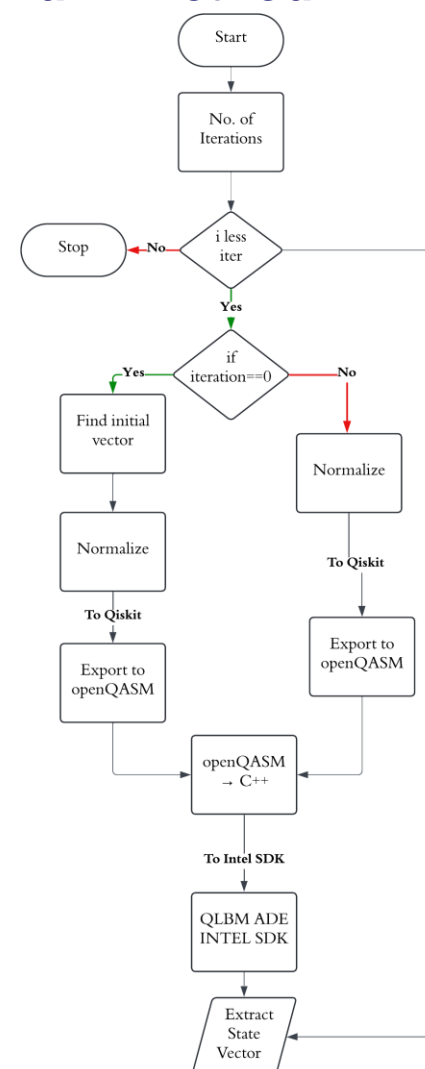 Start
No. of
Iterations
i less
iter
No
Stop
Yes
if
iteration==0
Yes
No
Find initial
vector
Normalize
Normalize
To Qiskit
To Qiskit
Export to
openQASM
Export to
openQASM
openQASM
→ C++
To Intel SDK
QLBM ADE
INTEL SDK
Extract
State
Vector